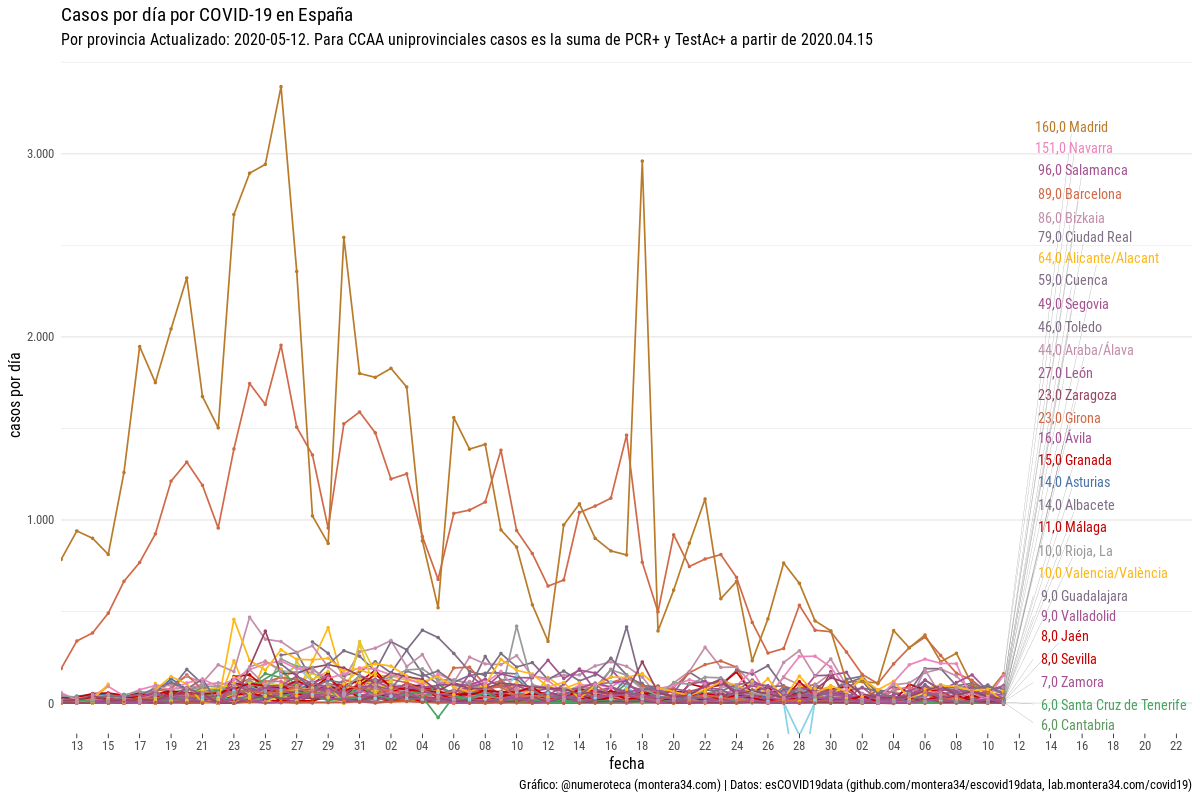 Casos por día por COVID-19 en España
Por provincia Actualizado: 2020-05-12. Para CCAA uniprovinciales casos es la suma de PCR+ y TestAc+ a partir de 2020.04.15
casos por día
3.000
2.000
1.000
0
160,0 Madrid
151,0 Navarra
96,0 Salamanca
89,0 Barcelona
86,0 Bizkaia
79,0 Ciudad Real
64,0 Alicante/Alacant
59,0 Cuenca
49,0 Segovia
46,0 Toledo
44,0 Araba/Álava
27,0 León
23,0 Zaragoza
23,0 Girona
16,0 Ávila
15,0 Granada
14,0 Asturias
14,0 Albacete
11,0 Málaga
10,0 Rioja, La
10,0 Valencia/València
9,0 Guadalajara
9,0 Valladolid
8,0 Jaén
8,0 Sevilla
7,0 Zamora
6,0 Santa Cruz de Tenerife
6,0 Cantabria
13 15 17 19 21 23 25 27 29 31 02 04 06 08 10 12 14 16 18 20 22 24 26 28 30 02 04 06 08 10 12 14 16 18 20 22
fecha
Gráfico: @numeroteca (montera34.com) | Datos: esCOVID19data (github.com/montera34/escovid19data, lab.montera34.com/covid19)